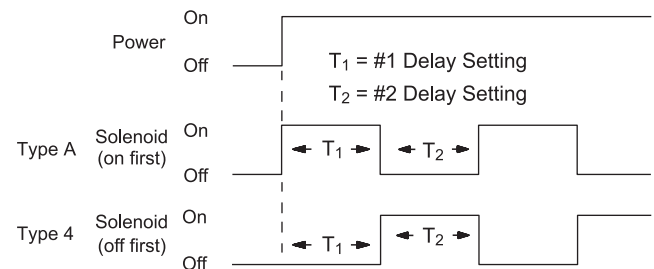 On
Power
Off
T₁ = #1 Delay Setting
T₂ = #2 Delay Setting
On
Type A Solenoid (on first)
Off
T₁ T₂
On
Type 4 Solenoid (off first)
Off
T₁ T₂